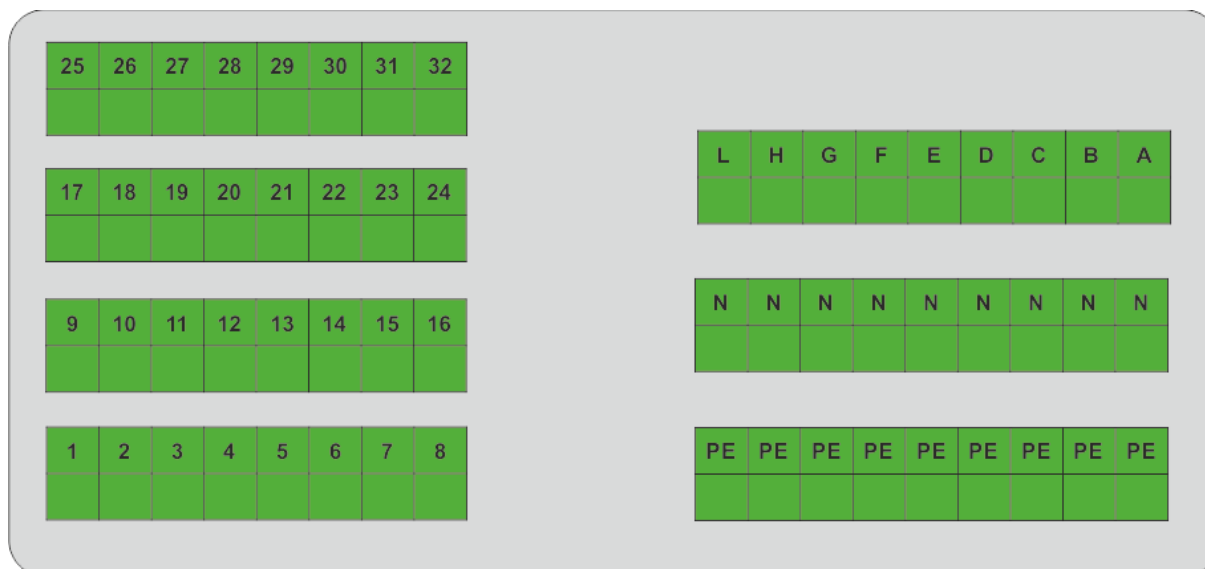 25 26 27 28 29 30 31 32
17 18 19 20 21 22 23 24
9 10 11 12 13 14 15 16
1 2 3 4 5 6 7 8
L H G F E D C B A
N N N N N N N N N
PE PE PE PE PE PE PE PE PE